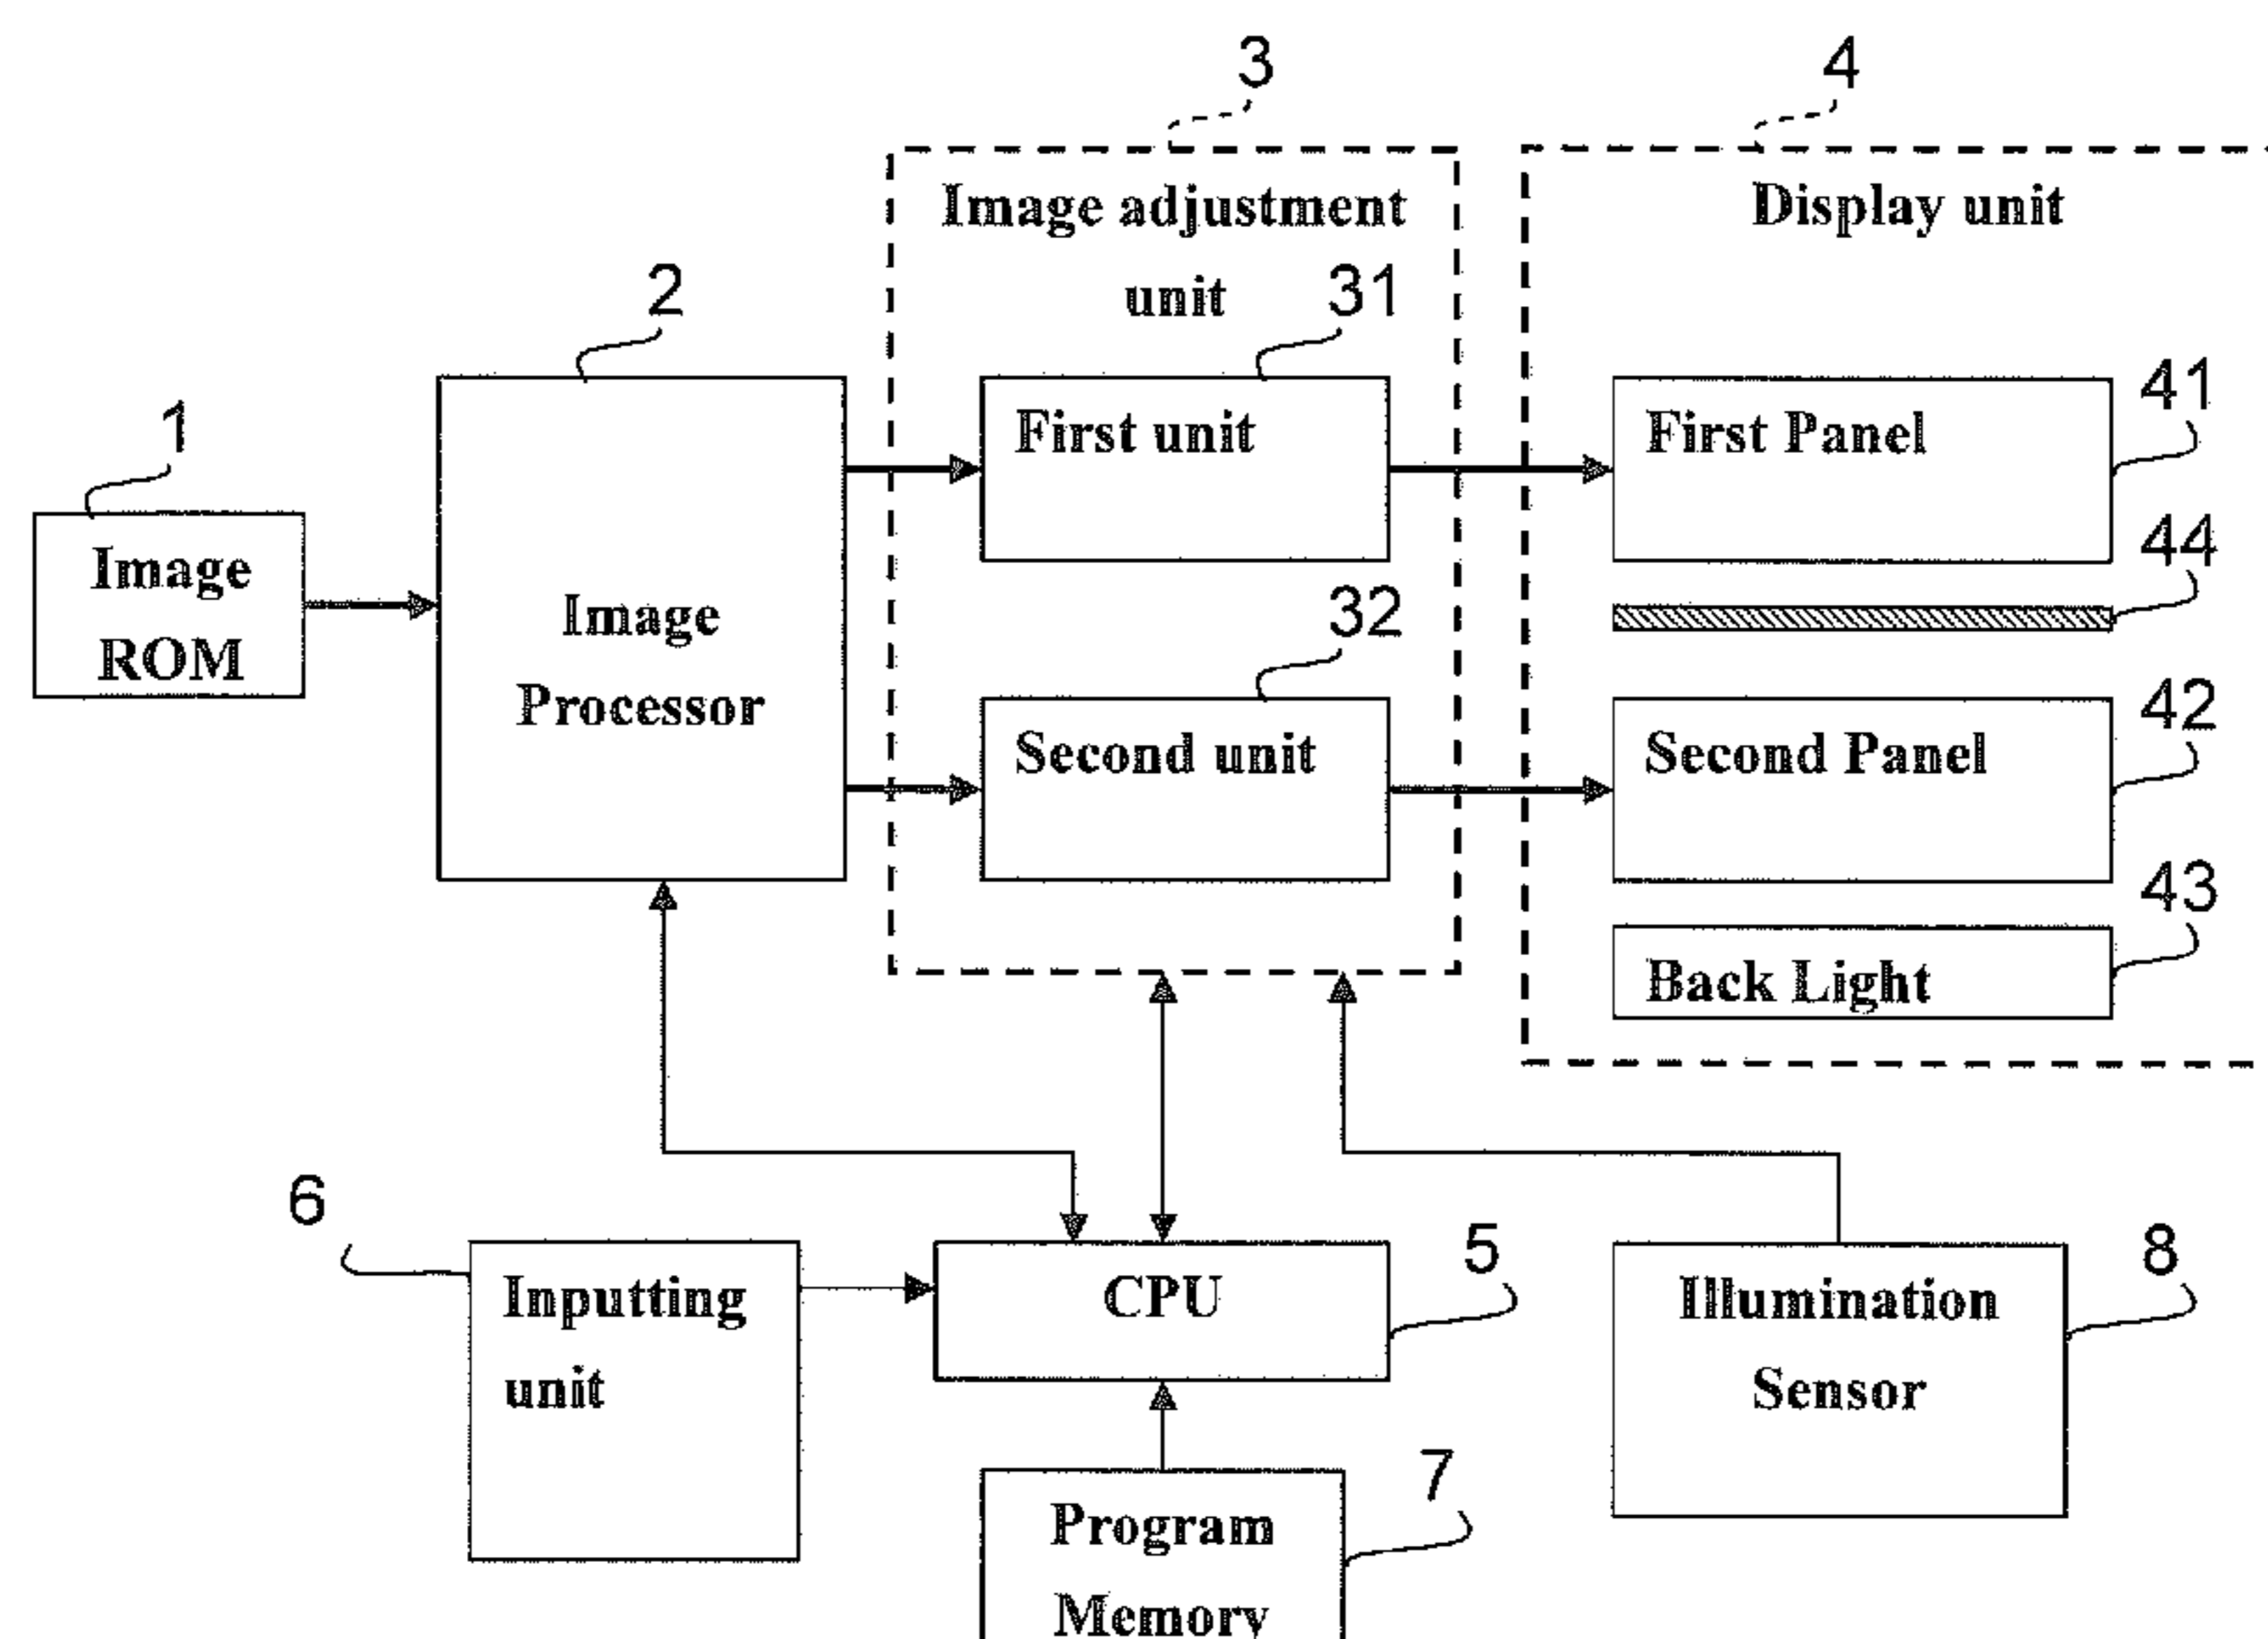 3
4
Image adjustment
unit
Display unit
2
31
41
1
First unit
First Panel
Image
ROM
44
Image
Processor
32
42
Second unit
Second Panel
43
Back Light
6
5
8
Inputting
unit
CPU
Illumination
Sensor
7
Program
Memory